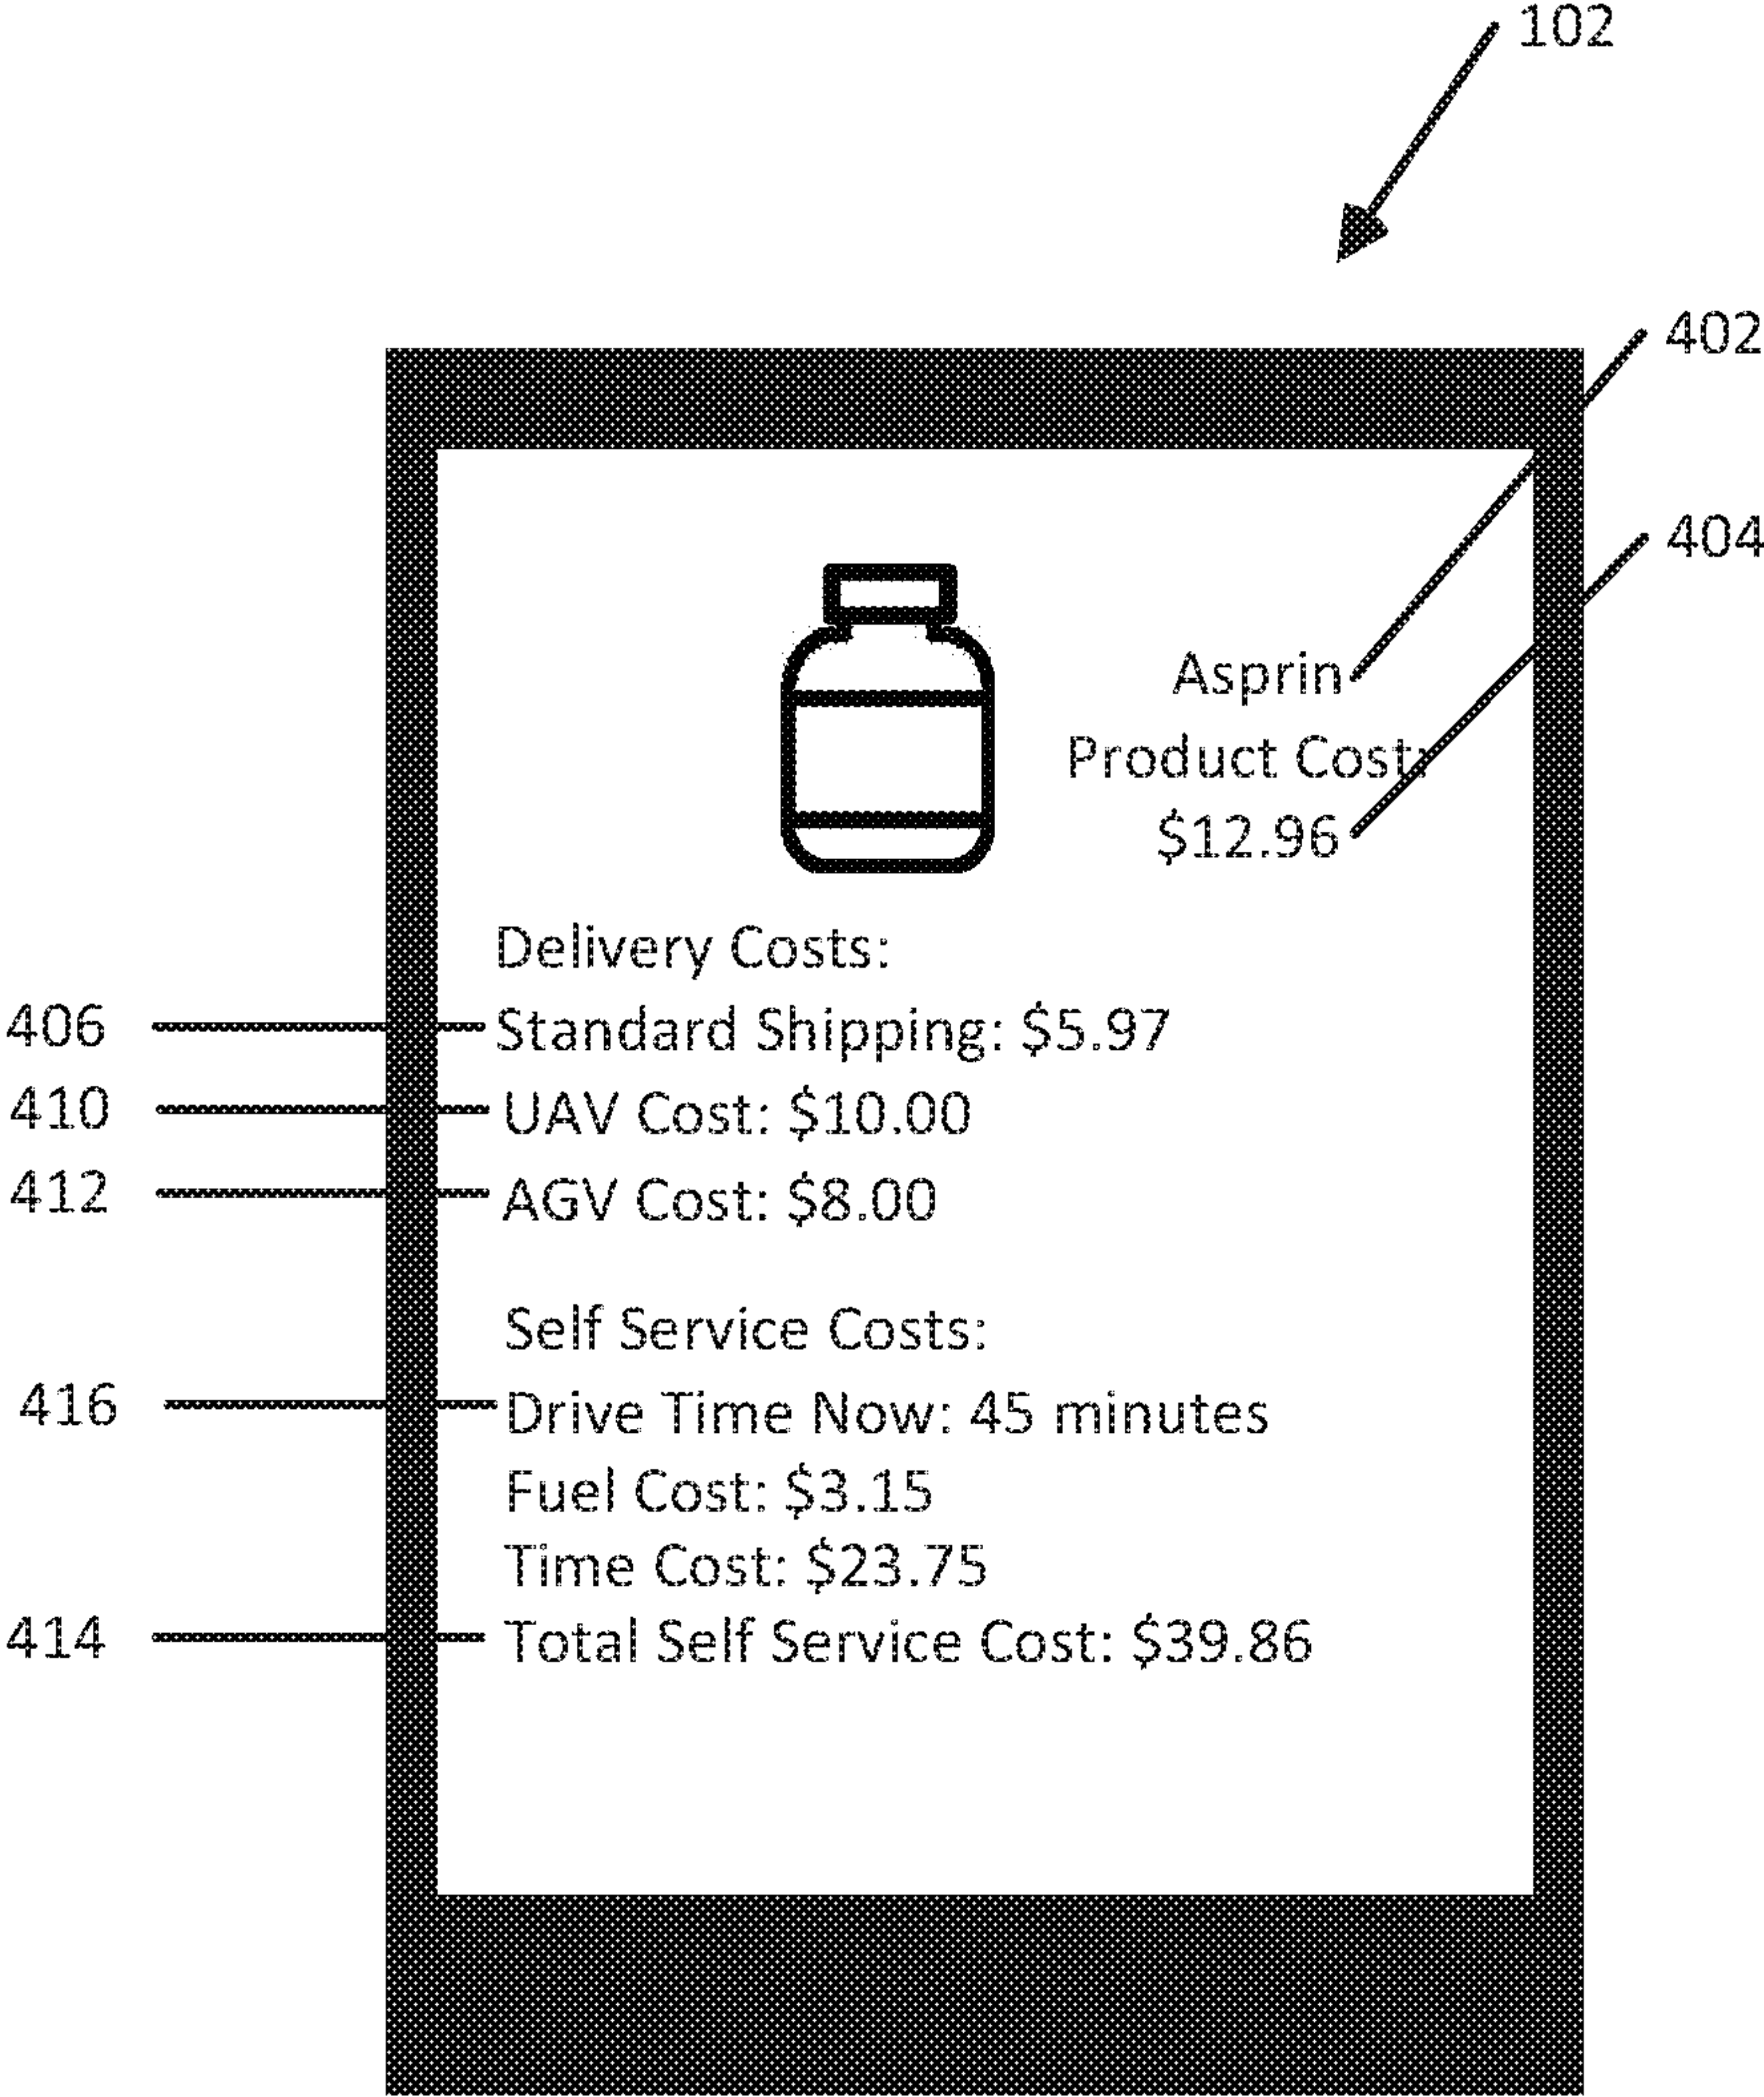 102
402
404
Asprin
Product Cost:
$12.96
Delivery Costs:
406 Standard Shipping: $5.97
410 UAV Cost: $10.00
412 AGV Cost: $8.00
Self Service Costs:
416 Drive Time Now: 45 minutes
Fuel Cost: $3.15
Time Cost: $23.75
414 Total Self Service Cost: $39.86